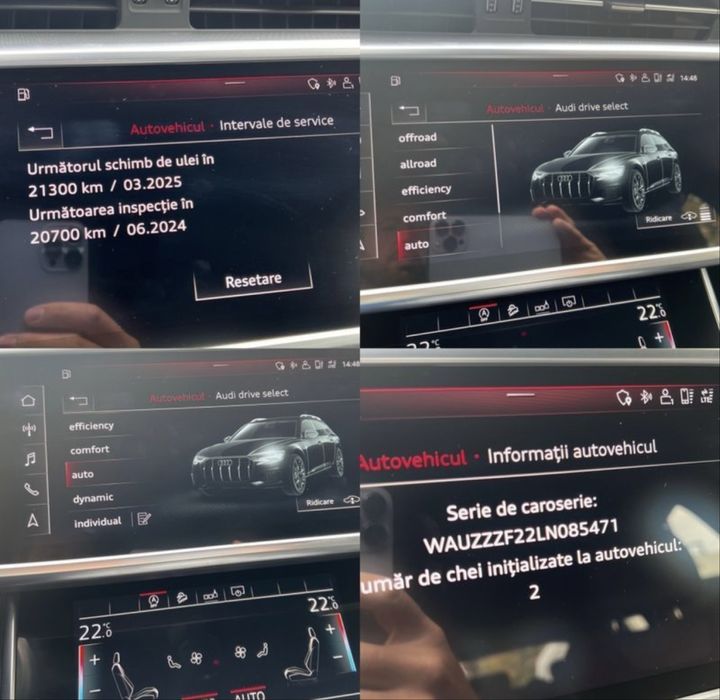 Autovehicul · Intervale de service
Următorul schimb de ulei în
21300 km / 03.2025
Următoarea inspecție în
20700 km / 06.2024
Resetare
14:48
Autovehicul · Audi drive select
offroad
allroad
efficiency
comfort
auto
Ridicare
22°
14:48
Autovehicul · Audi drive select
efficiency
comfort
auto
dynamic
individual
Ridicare
22°
22°
AUTO
Autovehicul · Informații autovehicul
Serie de caroserie:
WAUZZZF22LN085471
umăr de chei inițializate la autovehicul:
2